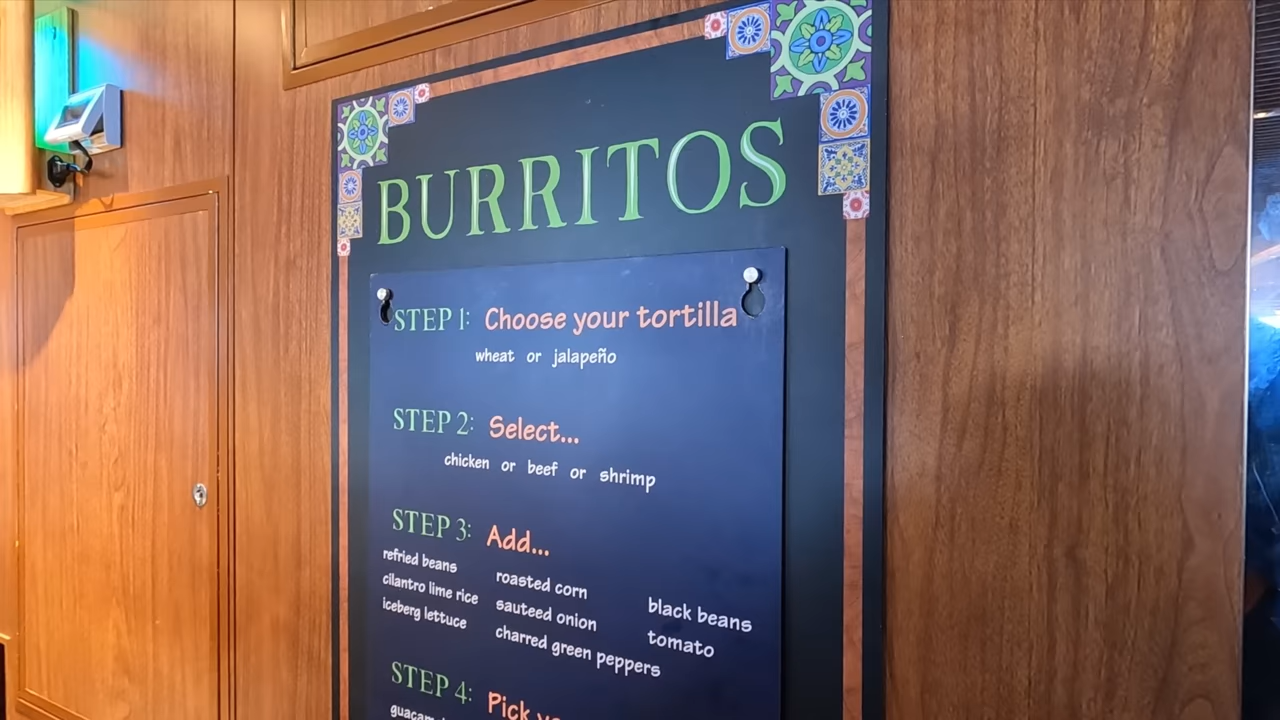 BURRITOS
STEP 1: Choose your tortilla
wheat or jalapeño
STEP 2: Select...
chicken or beef or shrimp
STEP 3: Add...
refried beans roasted corn black beans
cilantro lime rice sauteed onion tomato
iceberg lettuce charred green peppers
STEP 4: Pick